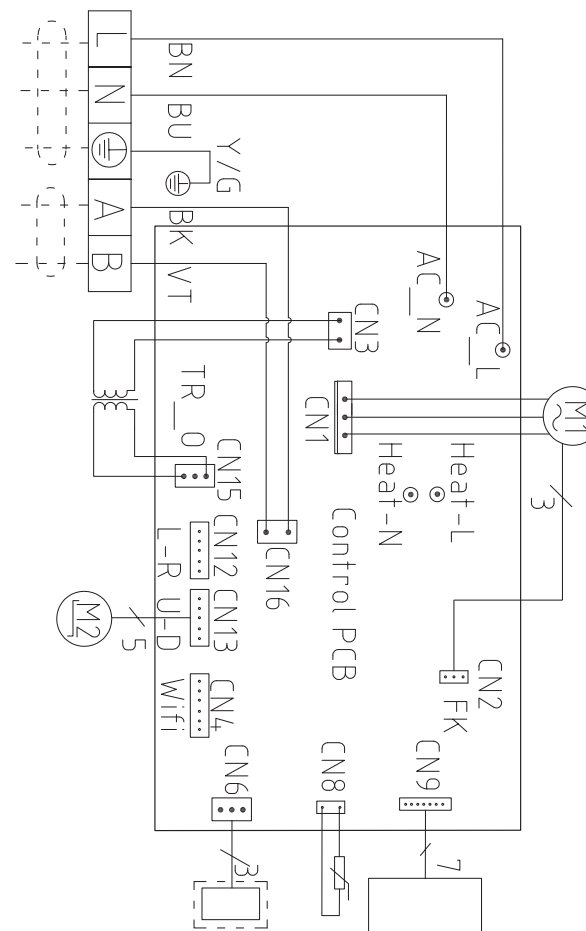 L
N
A
B
BN
BU
Y/G
BK
VT
AC_N
AC_L
CN3
TR_O
CN1
M1
CN15
Heat-N
Heat-L
3
CN12
L-R
CN16
Control PCB
M2
5
CN13
U-D
CN2
FK
CN4
Wifi
CN6
CN8
CN9
3
7